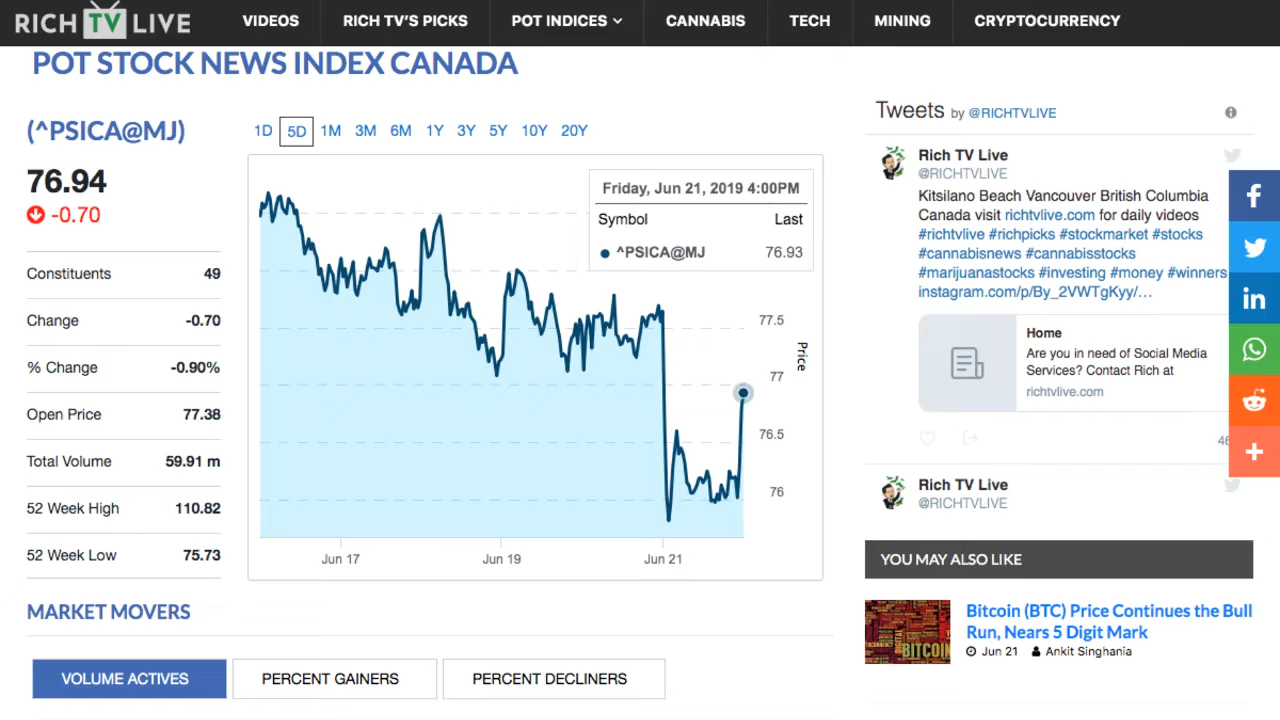 RICH TV LIVE
VIDEOS
RICH TV'S PICKS
POT INDICES
CANNABIS
TECH
MINING
CRYPTOCURRENCY
POT STOCK NEWS INDEX CANADA
(^PSICA@MJ)
76.94
-0.70
Constituents 49
Change -0.70
% Change -0.90%
Open Price 77.38
Total Volume 59.91 m
52 Week High 110.82
52 Week Low 75.73
1D 5D 1M 3M 6M 1Y 3Y 5Y 10Y 20Y
Friday, Jun 21, 2019 4:00PM
Symbol Last
^PSICA@MJ 76.93
77.5
77
76.5
76
Price
Jun 17 Jun 19 Jun 21
MARKET MOVERS
VOLUME ACTIVES
PERCENT GAINERS
PERCENT DECLINERS
Tweets by @RICHTVLIVE
Rich TV Live
@RICHTVLIVE
Kitsilano Beach Vancouver British Columbia
Canada visit richtvlive.com for daily videos
#richtvlive #richpicks #stockmarket #stocks
#cannabisnews #cannabisstocks
#marijuanastocks #investing #money #winners
instagram.com/p/By_2VWTgKyy/…
Home
Are you in need of Social Media
Services? Contact Rich at
richtvlive.com
Rich TV Live
@RICHTVLIVE
YOU MAY ALSO LIKE
BITCOIN
Bitcoin (BTC) Price Continues the Bull
Run, Nears 5 Digit Mark
Jun 21 Ankit Singhania